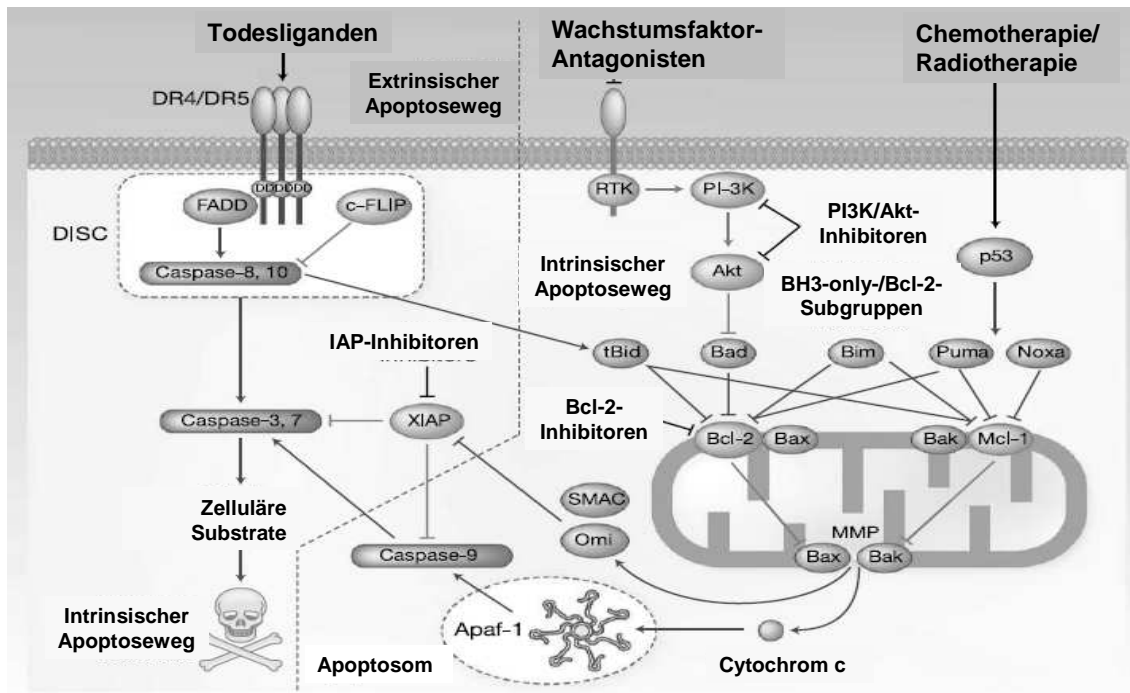 Todesliganden
Wachstumsfaktor-
Antagonisten
Chemotherapie/
Radiotherapie
Extrinsischer
Apoptoseweg
DR4/DR5
DD
DD
DD
FADD
c-FLIP
DISC
Caspase-8, 10
RTK
PI-3K
PI3K/Akt-
Inhibitoren
p53
Intrinsischer
Apoptoseweg
Akt
BH3-only-/Bcl-2-
Subgruppen
IAP-Inhibitoren
tBid
Bad
Bim
Puma
Noxa
Caspase-3, 7
XIAP
Bcl-2-
Inhibitoren
Bcl-2
Bax
Bak
Mcl-1
Zelluläre
Substrate
SMAC
Omi
MMP
Bax
Bak
Caspase-9
Intrinsischer
Apoptoseweg
Apaf-1
Apoptosom
Cytochrom c